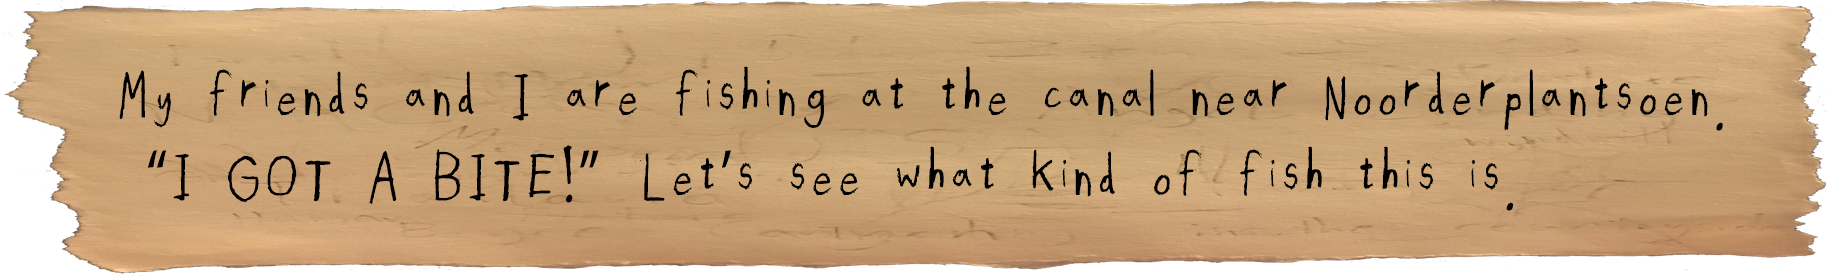 My friends and I are fishing at the canal near Noorderplantsoen.
“I GOT A BITE!” Let’s see what kind of fish this is.